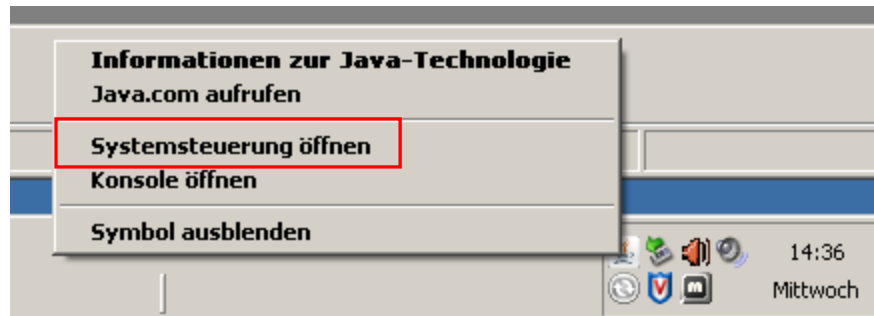 Informationen zur Java-Technologie
Java.com aufrufen
Systemsteuerung öffnen
Konsole öffnen
Symbol ausblenden
14:36
Mittwoch